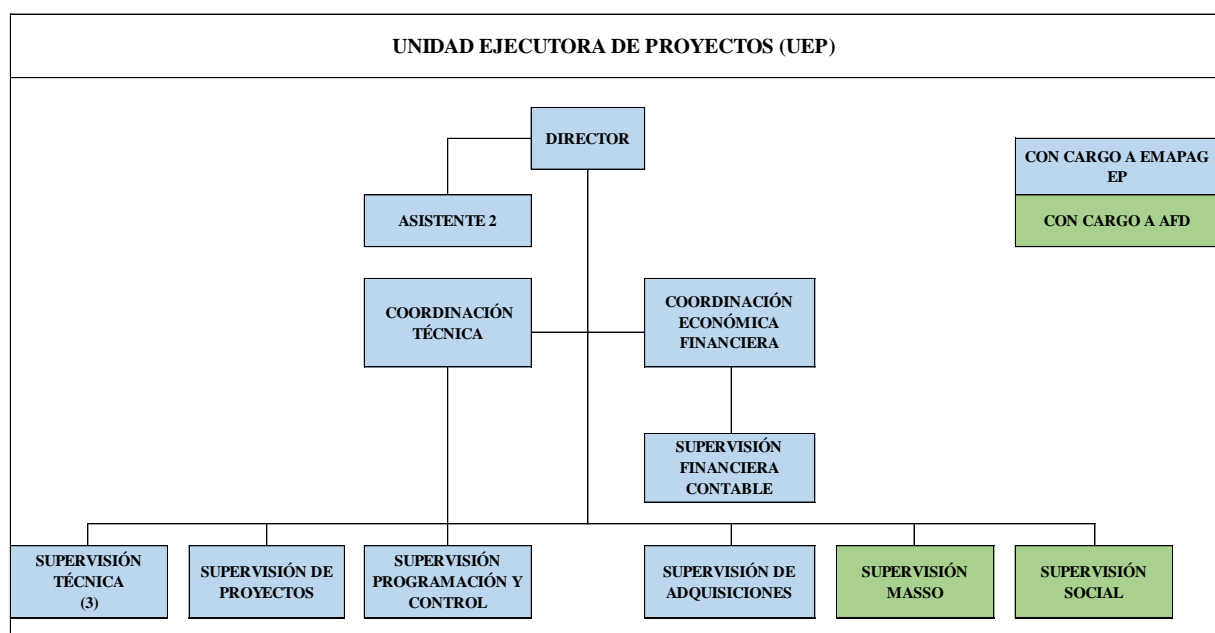 UNIDAD EJECUTORA DE PROYECTOS (UEP)
DIRECTOR
CON CARGO A EMAPAG
EP
ASISTENTE 2
CON CARGO A AFD
COORDINACIÓN
TÉCNICA
COORDINACIÓN
ECONÓMICA
FINANCIERA
SUPERVISIÓN
FINANCIERA
CONTABLE
SUPERVISIÓN
TÉCNICA
(3)
SUPERVISIÓN DE
PROYECTOS
SUPERVISIÓN
PROGRAMACIÓN Y
CONTROL
SUPERVISIÓN DE
ADQUISICIONES
SUPERVISIÓN
MASSO
SUPERVISIÓN
SOCIAL